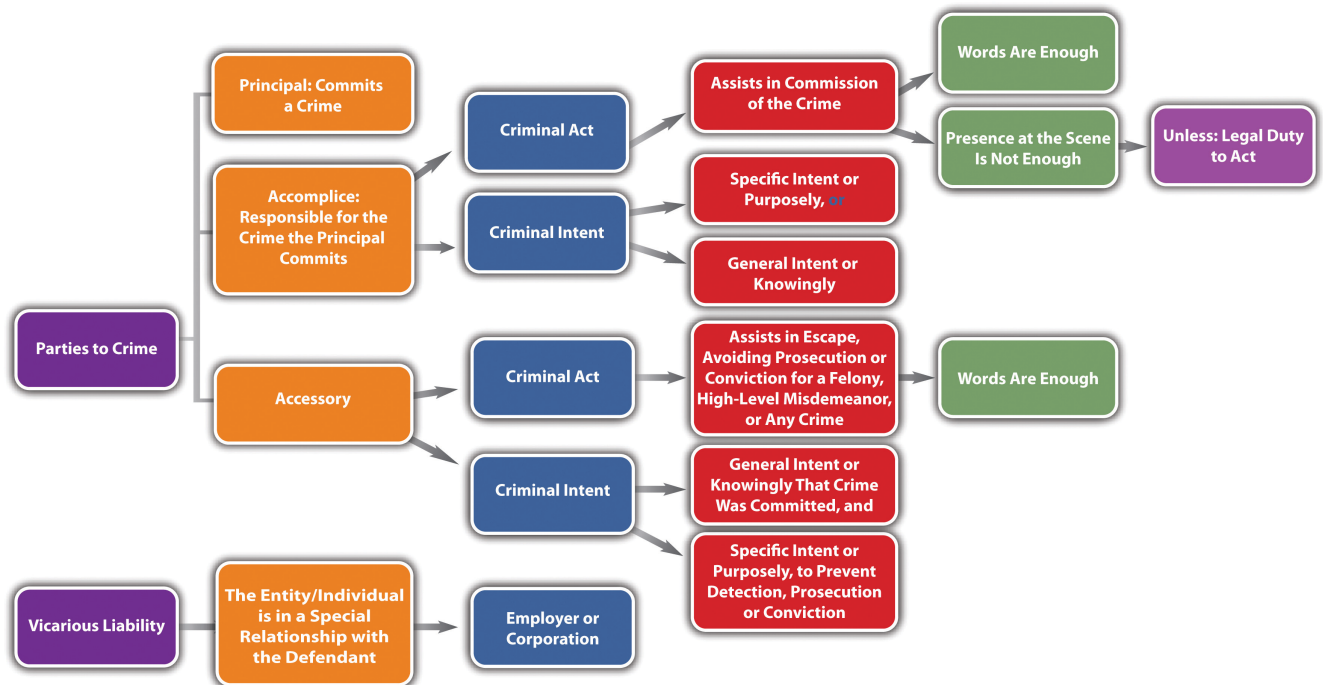 Parties to Crime
Principal: Commits
a Crime
Accomplice:
Responsible for the
Crime the Principal
Commits
Criminal Act
Assists in Commission
of the Crime
Words Are Enough
Presence at the Scene
Is Not Enough
Unless: Legal Duty
to Act
Criminal Intent
Specific Intent or
Purposely, or
General Intent or
Knowingly
Accessory
Criminal Act
Assists in Escape,
Avoiding Prosecution or
Conviction for a Felony,
High-Level Misdemeanor,
or Any Crime
Words Are Enough
Criminal Intent
General Intent or
Knowingly That Crime
Was Committed, and
Specific Intent or
Purposely, to Prevent
Detection, Prosecution
or Conviction
Vicarious Liability
The Entity/Individual
is in a Special
Relationship with
the Defendant
Employer or
Corporation